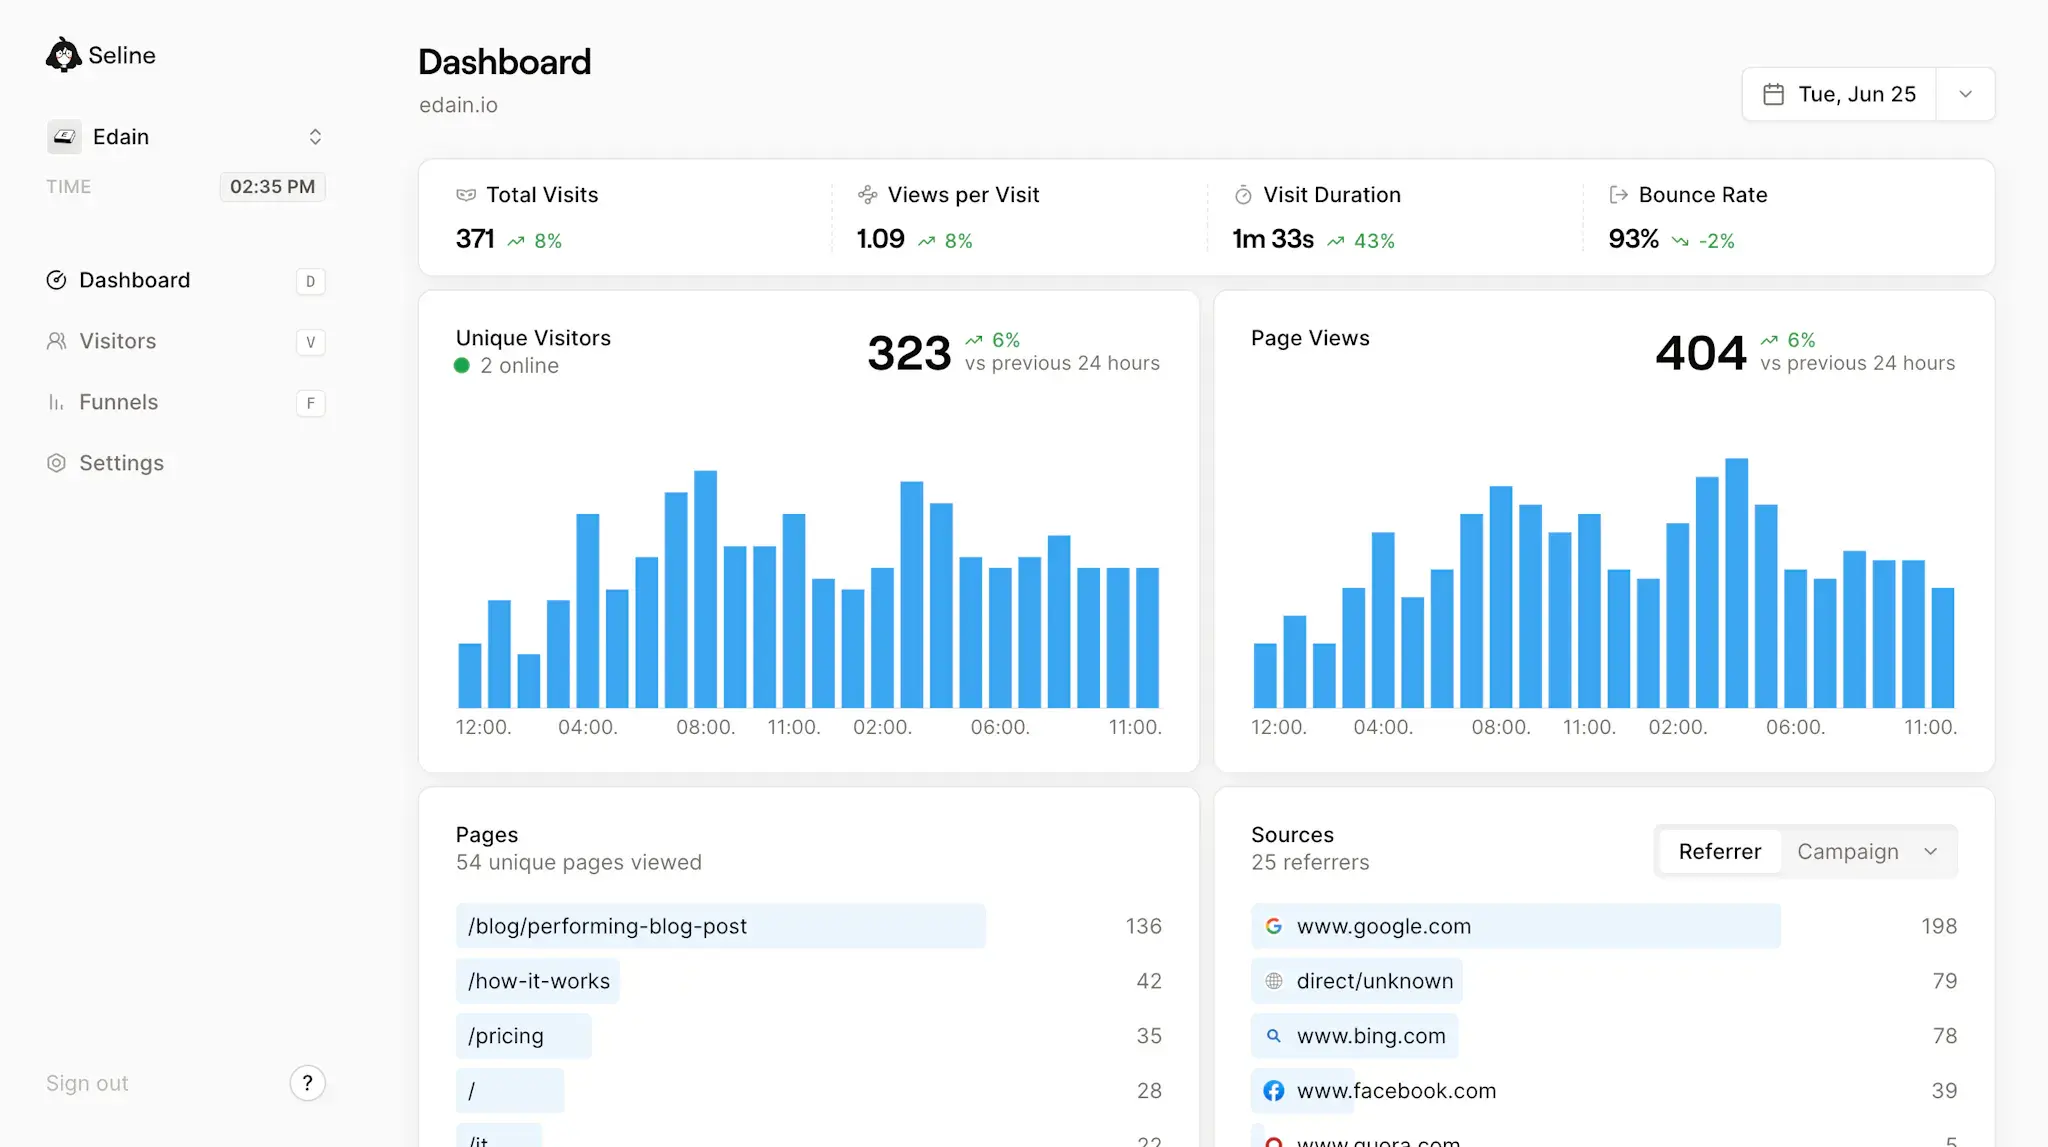 Seline
Edain
TIME 02:35 PM
Dashboard D
Visitors V
Funnels F
Settings
Sign out ?
Dashboard
edain.io
Tue, Jun 25
Total Visits
371 8%
Views per Visit
1.09 8%
Visit Duration
1m 33s 43%
Bounce Rate
93% -2%
Unique Visitors
2 online
323 6%
vs previous 24 hours
12:00. 04:00. 08:00. 11:00. 02:00. 06:00. 11:00.
Page Views
404 6%
vs previous 24 hours
12:00. 04:00. 08:00. 11:00. 02:00. 06:00. 11:00.
Pages
54 unique pages viewed
/blog/performing-blog-post 136
/how-it-works 42
/pricing 35
/ 28
/it 22
Sources
25 referrers
Referrer Campaign
www.google.com 198
direct/unknown 79
www.bing.com 78
www.facebook.com 39
www.quora.com 5